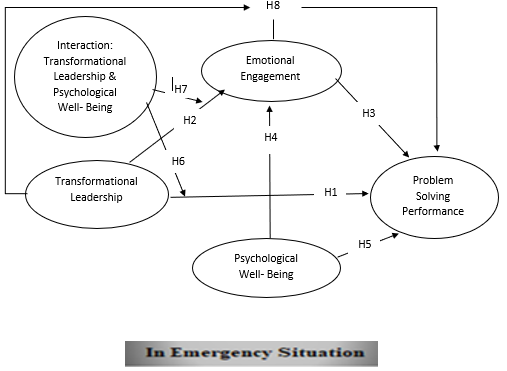 H8
Interaction:
Transformational
Leadership &
Psychological
Well- Being
Emotional
Engagement
H7
H2
H3
H4
H6
Transformational
Leadership
H1
Problem
Solving
Performance
H5
Psychological
Well- Being
In Emergency Situation